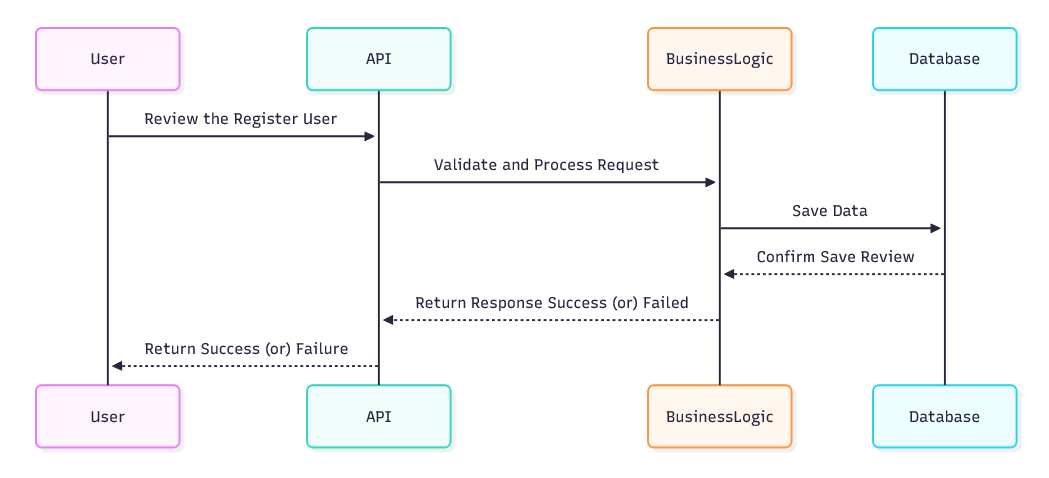 User
API
BusinessLogic
Database
Review the Register User
Validate and Process Request
Save Data
Confirm Save Review
Return Response Success (or) Failed
Return Success (or) Failure
User
API
BusinessLogic
Database